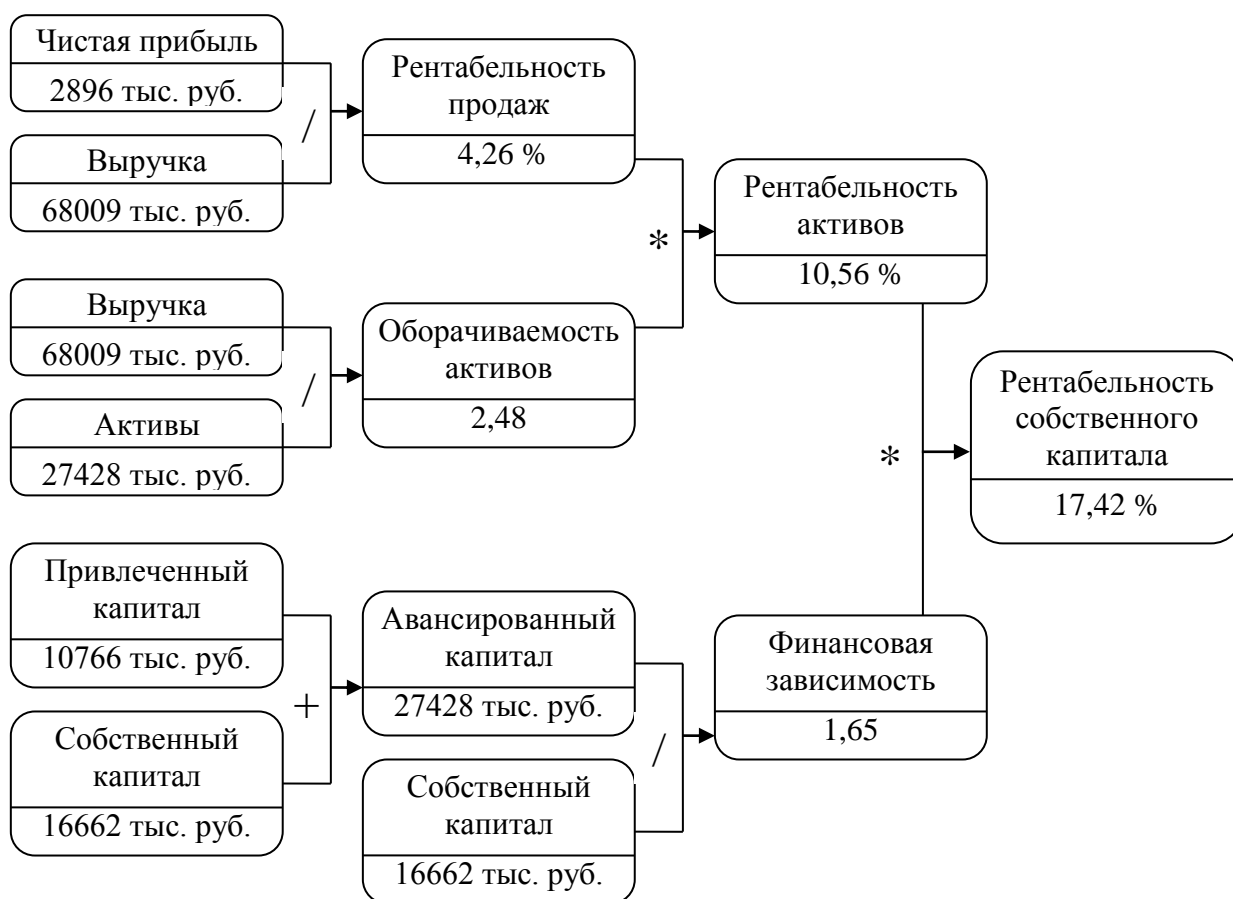 Чистая прибыль
2896 тыс. руб.
/
Выручка
68009 тыс. руб.
Рентабельность
продаж
4,26 %
*
Выручка
68009 тыс. руб.
/
Активы
27428 тыс. руб.
Оборачиваемость
активов
2,48
Рентабельность
активов
10,56 %
*
Рентабельность
собственного
капитала
17,42 %
Привлеченный
капитал
10766 тыс. руб.
+
Собственный
капитал
16662 тыс. руб.
Авансированный
капитал
27428 тыс. руб.
/
Собственный
капитал
16662 тыс. руб.
Финансовая
зависимость
1,65